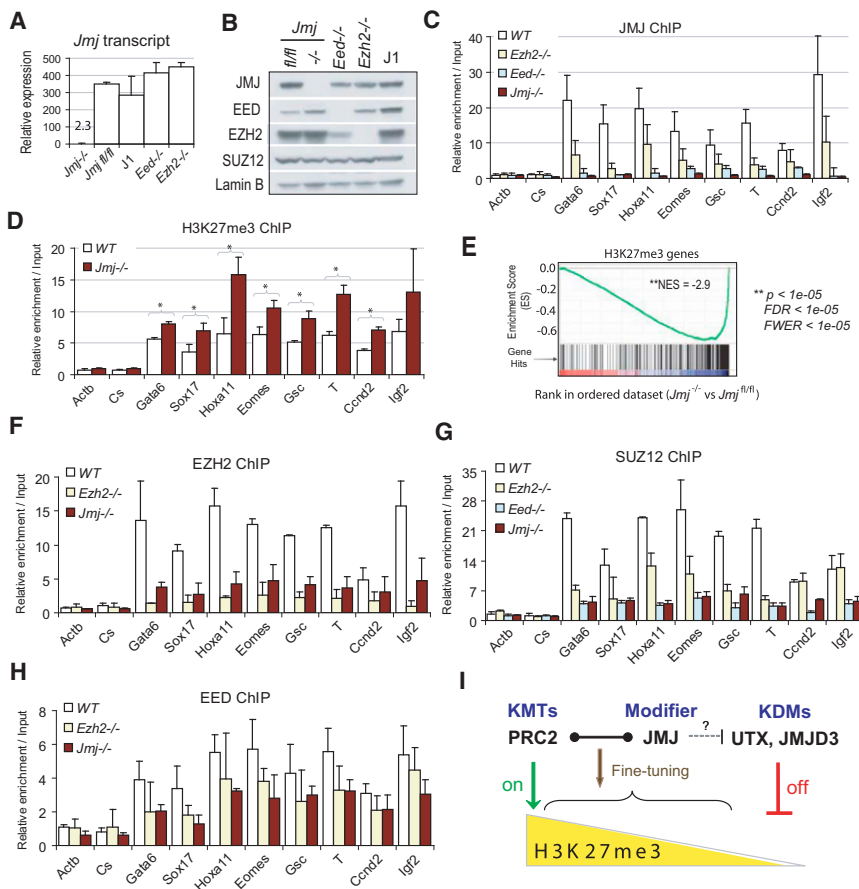 A
Jmj transcript
Relative expression
500
400
300
200
100
0
2.3
Jmj-/-
Jmj fl/fl
J1
Eed-/-
Ezh2-/-
B
Jmj
fl/fl
-/-
Eed-/-
Ezh2-/-
J1
JMJ
EED
EZH2
SUZ12
Lamin B
C
JMJ ChIP
Relative enrichment / Input
40
30
20
10
0
WT
Ezh2-/-
Eed-/-
Jmj-/-
Actb
Cs
Gata6
Sox17
Hoxa11
Eomes
Gsc
T
Ccnd2
Igf2
D
H3K27me3 ChIP
Relative enrichment / Input
20
15
10
5
0
WT
Jmj-/-
* * * * * * *
Actb
Cs
Gata6
Sox17
Hoxa11
Eomes
Gsc
T
Ccnd2
Igf2
E
H3K27me3 genes
Enrichment Score
(ES)
0.0
-0.2
-0.4
-0.6
**NES = -2.9
Gene
Hits
Rank in ordered dataset (Jmj -/- vs Jmj fl/fl)
** p < 1e-05
FDR < 1e-05
FWER < 1e-05
F
EZH2 ChIP
Relative enrichment / Input
20
15
10
5
0
WT
Ezh2-/-
Jmj-/-
Actb
Cs
Gata6
Sox17
Hoxa11
Eomes
Gsc
T
Ccnd2
Igf2
G
SUZ12 ChIP
Relative enrichment / Input
35
28
21
14
7
0
WT
Ezh2-/-
Eed-/-
Jmj-/-
Actb
Cs
Gata6
Sox17
Hoxa11
Eomes
Gsc
T
Ccnd2
Igf2
H
EED ChIP
Relative enrichment / Input
8
6
4
2
0
WT
Ezh2-/-
Jmj-/-
Actb
Cs
Gata6
Sox17
Hoxa11
Eomes
Gsc
T
Ccnd2
Igf2
I
KMTs Modifier KDMs
PRC2 JMJ ? UTX, JMJD3
on Fine-tuning off
H3K27me3